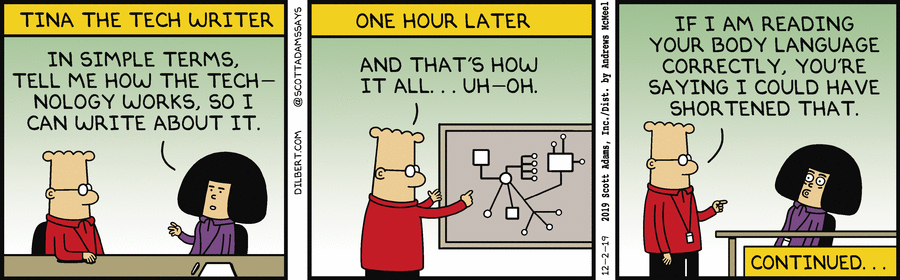 TINA THE TECH WRITER
IN SIMPLE TERMS,
TELL ME HOW THE TECH-
NOLOGY WORKS, SO I
CAN WRITE ABOUT IT.
DILBERT.COM @SCOTTADAMSSAYS
ONE HOUR LATER
AND THAT'S HOW
IT ALL... UH-OH.
12-2-19 2019 Scott Adams, Inc./Dist. by Andrews McMeel
IF I AM READING
YOUR BODY LANGUAGE
CORRECTLY, YOU'RE
SAYING I COULD HAVE
SHORTENED THAT.
CONTINUED...